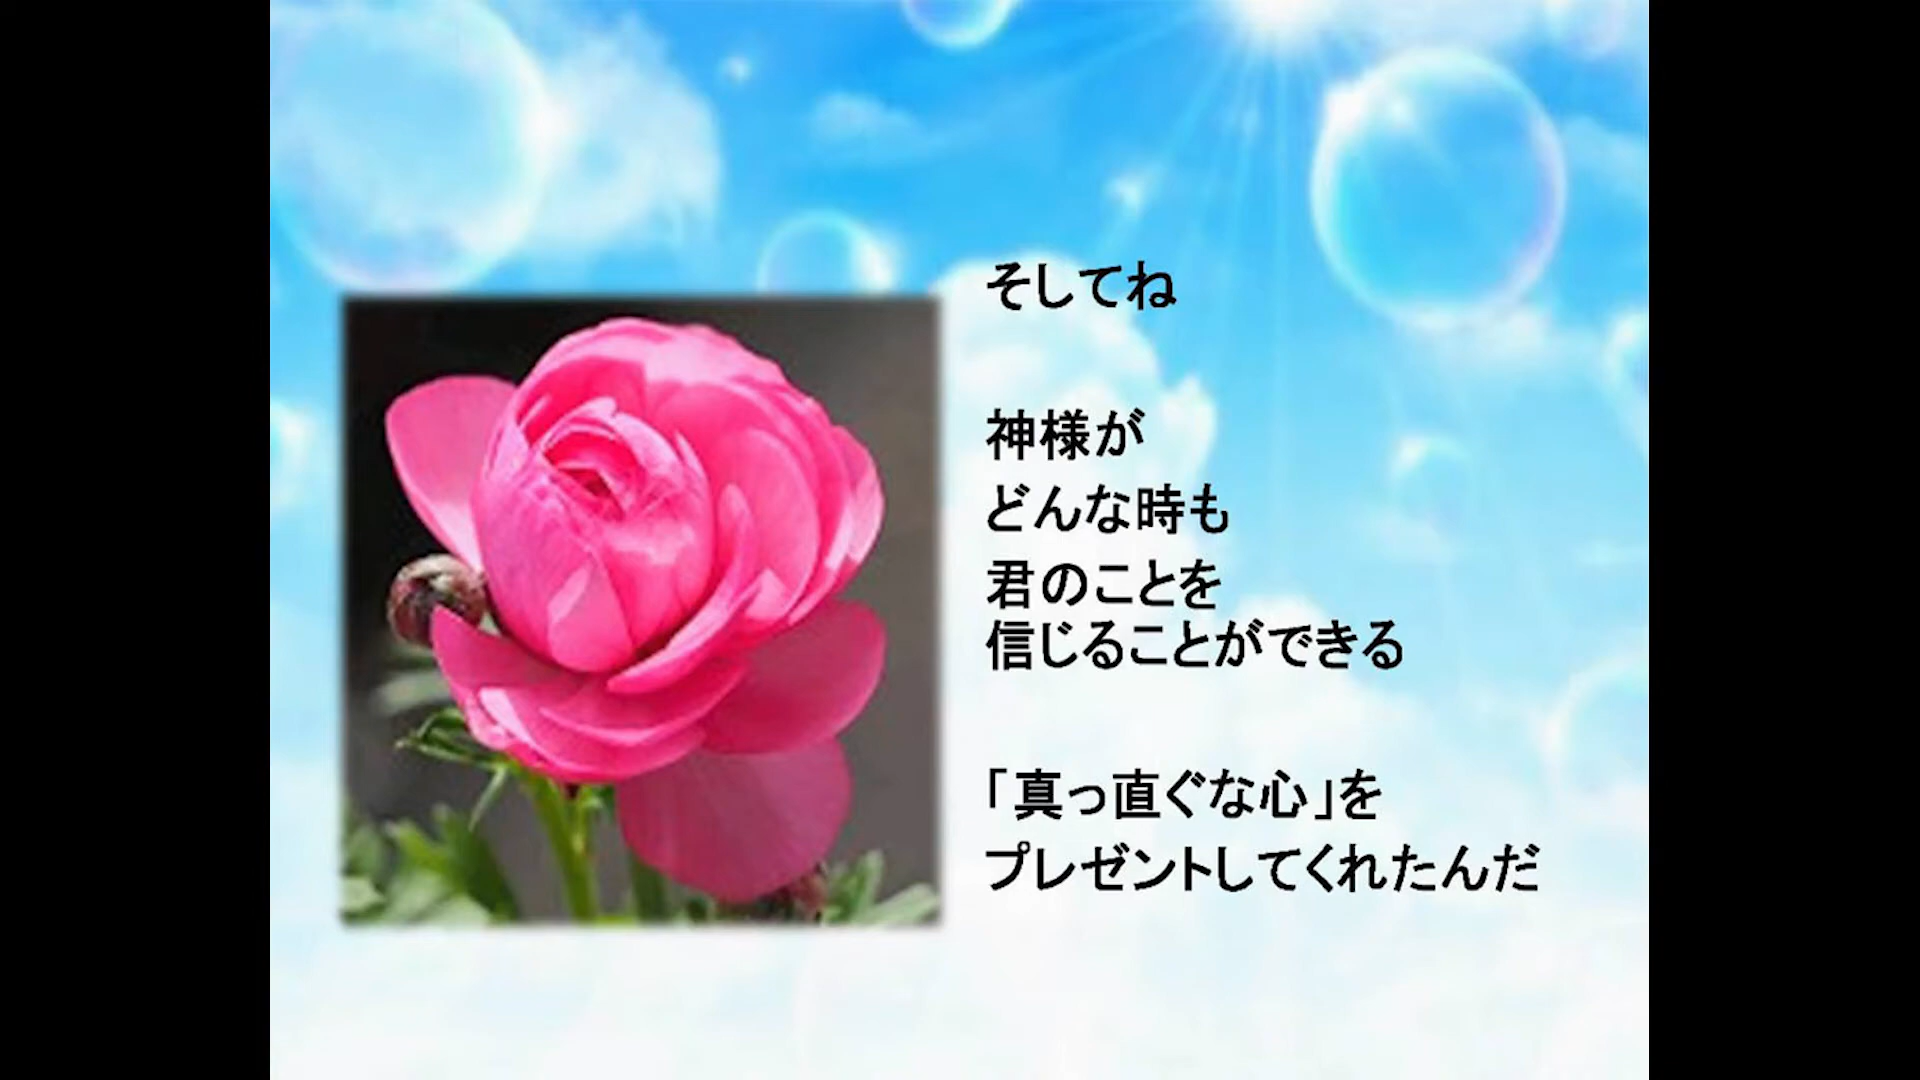 そしてね
神様が
どんな時も
君のことを
信じることができる
「真っ直ぐな心」を
プレゼントしてくれたんだ